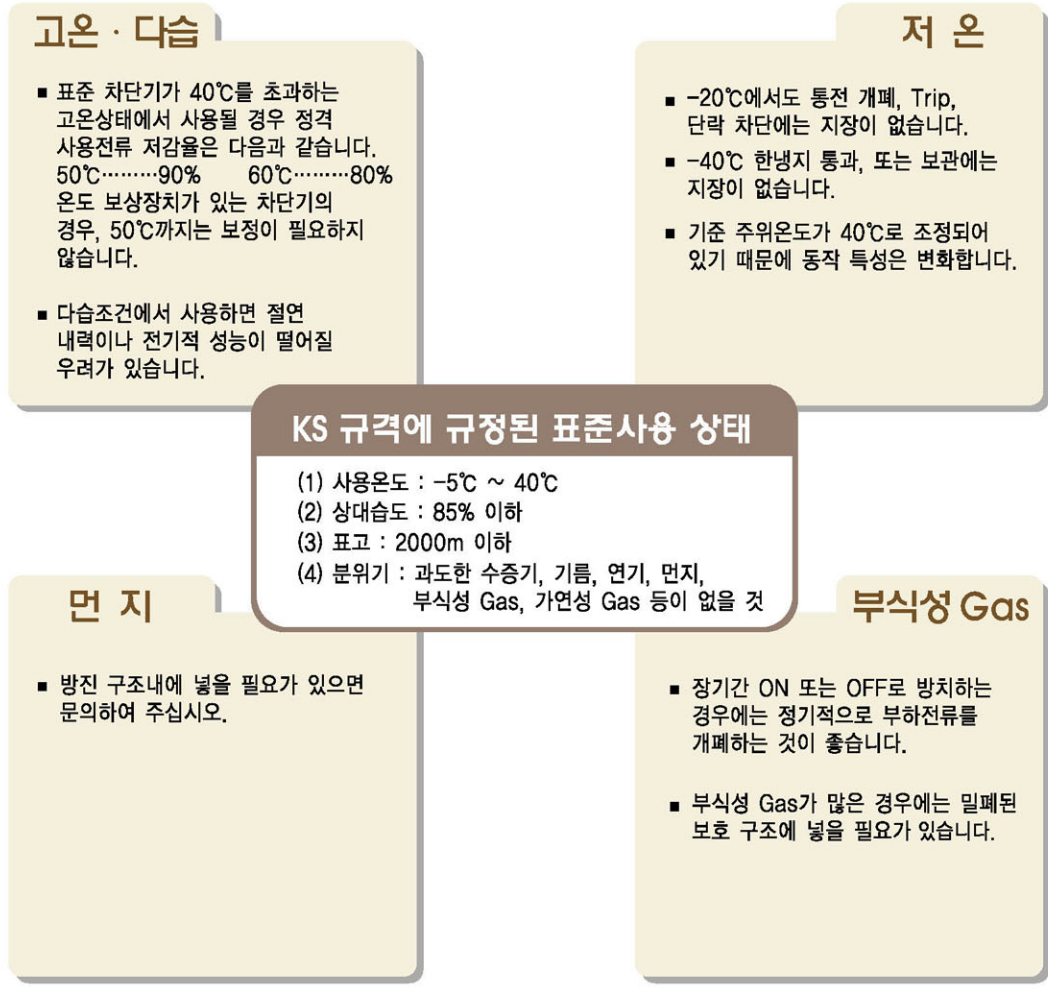 고온 · 다습
■ 표준 차단기가 40℃를 초과하는
고온상태에서 사용될 경우 정격
사용전류 저감율은 다음과 같습니다.
50℃………90% 60℃………80%
온도 보상장치가 있는 차단기의
경우, 50℃까지는 보정이 필요하지
않습니다.
■ 다습조건에서 사용하면 절연
내력이나 전기적 성능이 떨어질
우려가 있습니다.
저 온
■ -20℃에서도 통전 개폐, Trip,
단락 차단에는 지장이 없습니다.
■ -40℃ 한냉지 통과, 또는 보관에는
지장이 없습니다.
■ 기준 주위온도가 40℃로 조정되어
있기 때문에 동작 특성은 변화합니다.
KS 규격에 규정된 표준사용 상태
(1) 사용온도 : -5℃ ~ 40℃
(2) 상대습도 : 85% 이하
(3) 표고 : 2000m 이하
(4) 분위기 : 과도한 수증기, 기름, 연기, 먼지,
부식성 Gas, 가연성 Gas 등이 없을 것
먼 지
■ 방진 구조내에 넣을 필요가 있으면
문의하여 주십시오.
부식성 Gas
■ 장기간 ON 또는 OFF로 방치하는
경우에는 정기적으로 부하전류를
개폐하는 것이 좋습니다.
■ 부식성 Gas가 많은 경우에는 밀폐된
보호 구조에 넣을 필요가 있습니다.